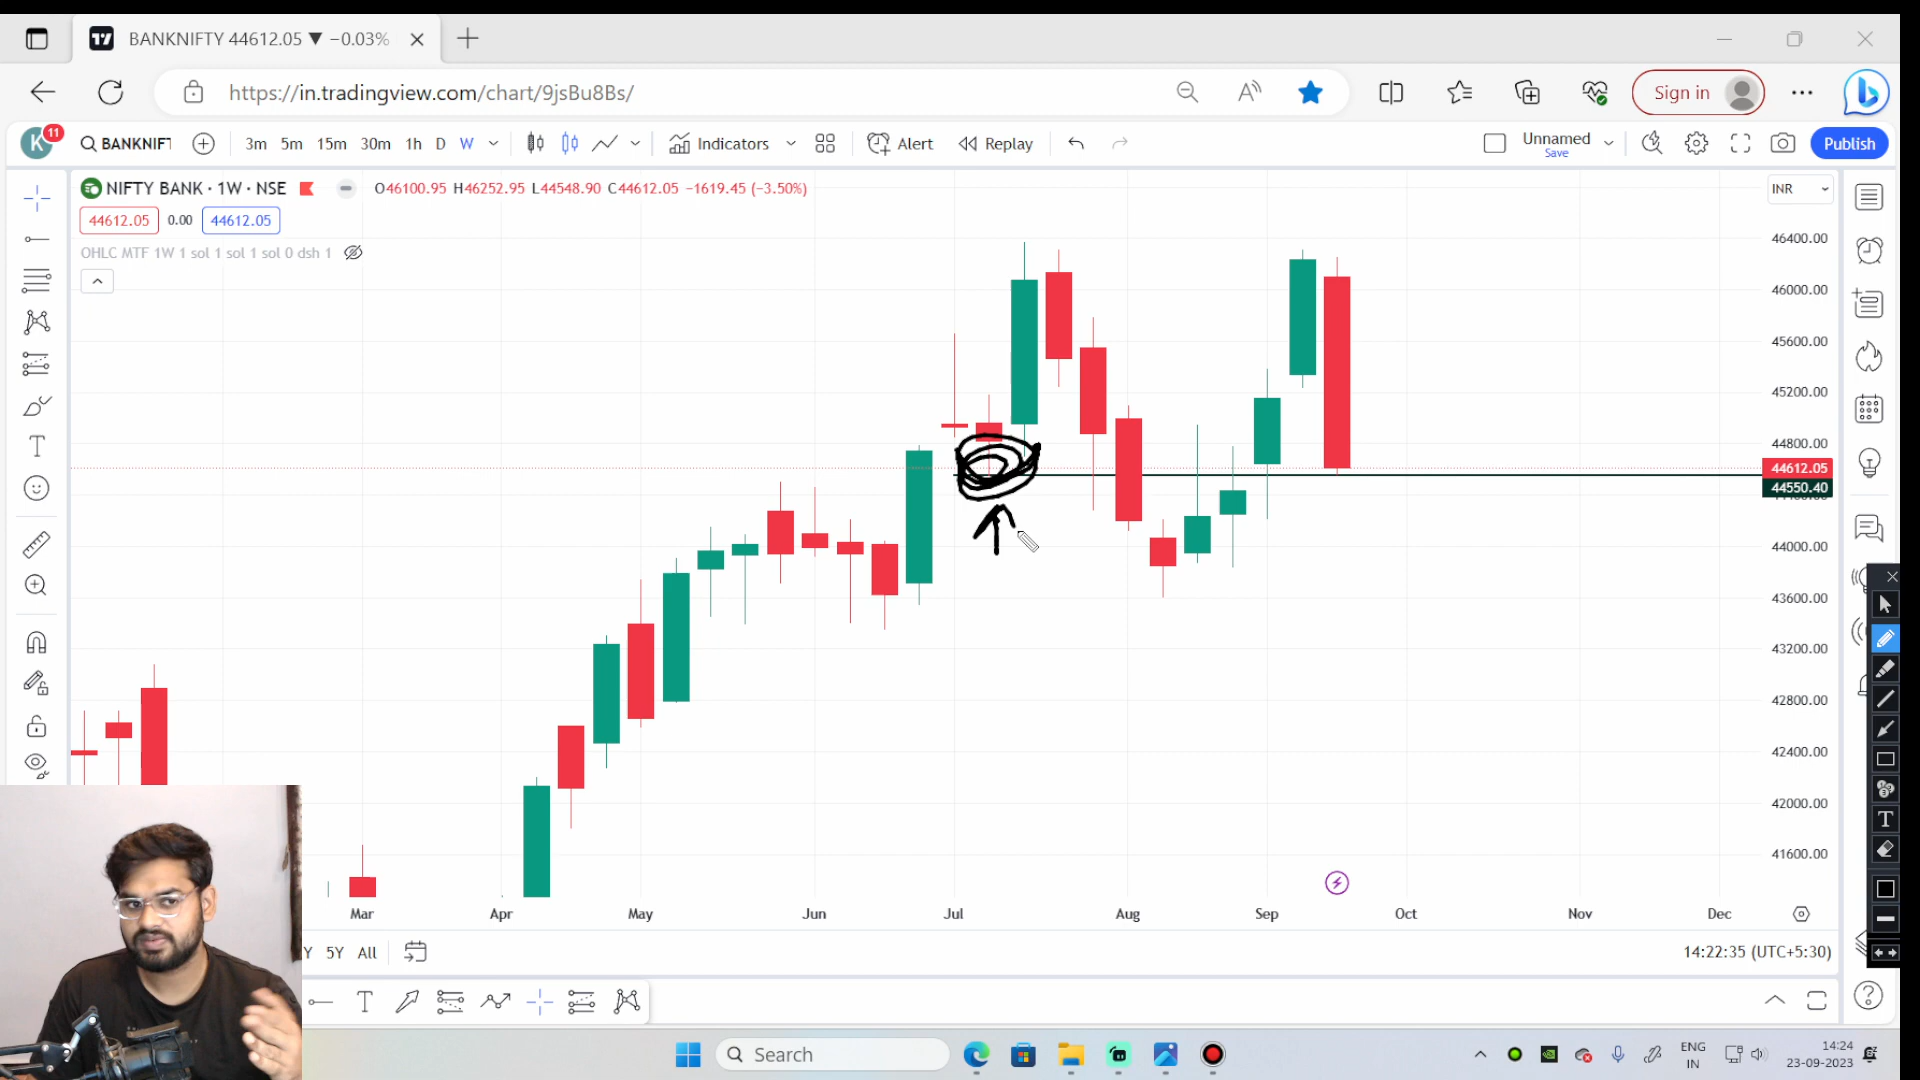 BANKNIFTY 44612.05 ▼ −0.03%
https://in.tradingview.com/chart/9jsBu8Bs/
Sign in
K 11
BANKNIFT
3m 5m 15m 30m 1h D W
Indicators
Alert
Replay
Unnamed
Save
Publish
NIFTY BANK · 1W · NSE
O46100.95 H46252.95 L44548.90 C44612.05 −1619.45 (−3.50%)
INR
44612.05 0.00 44612.05
OHLC MTF 1W 1 sol 1 sol 1 sol 0 dsh 1
46400.00
46000.00
45600.00
45200.00
44800.00
44612.05
44550.40
44000.00
43600.00
43200.00
42800.00
42400.00
42000.00
41600.00
Mar Apr May Jun Jul Aug Sep Oct Nov Dec
5Y All
14:22:35 (UTC+5:30)
Search
ENG
IN
14:24
23-09-2023